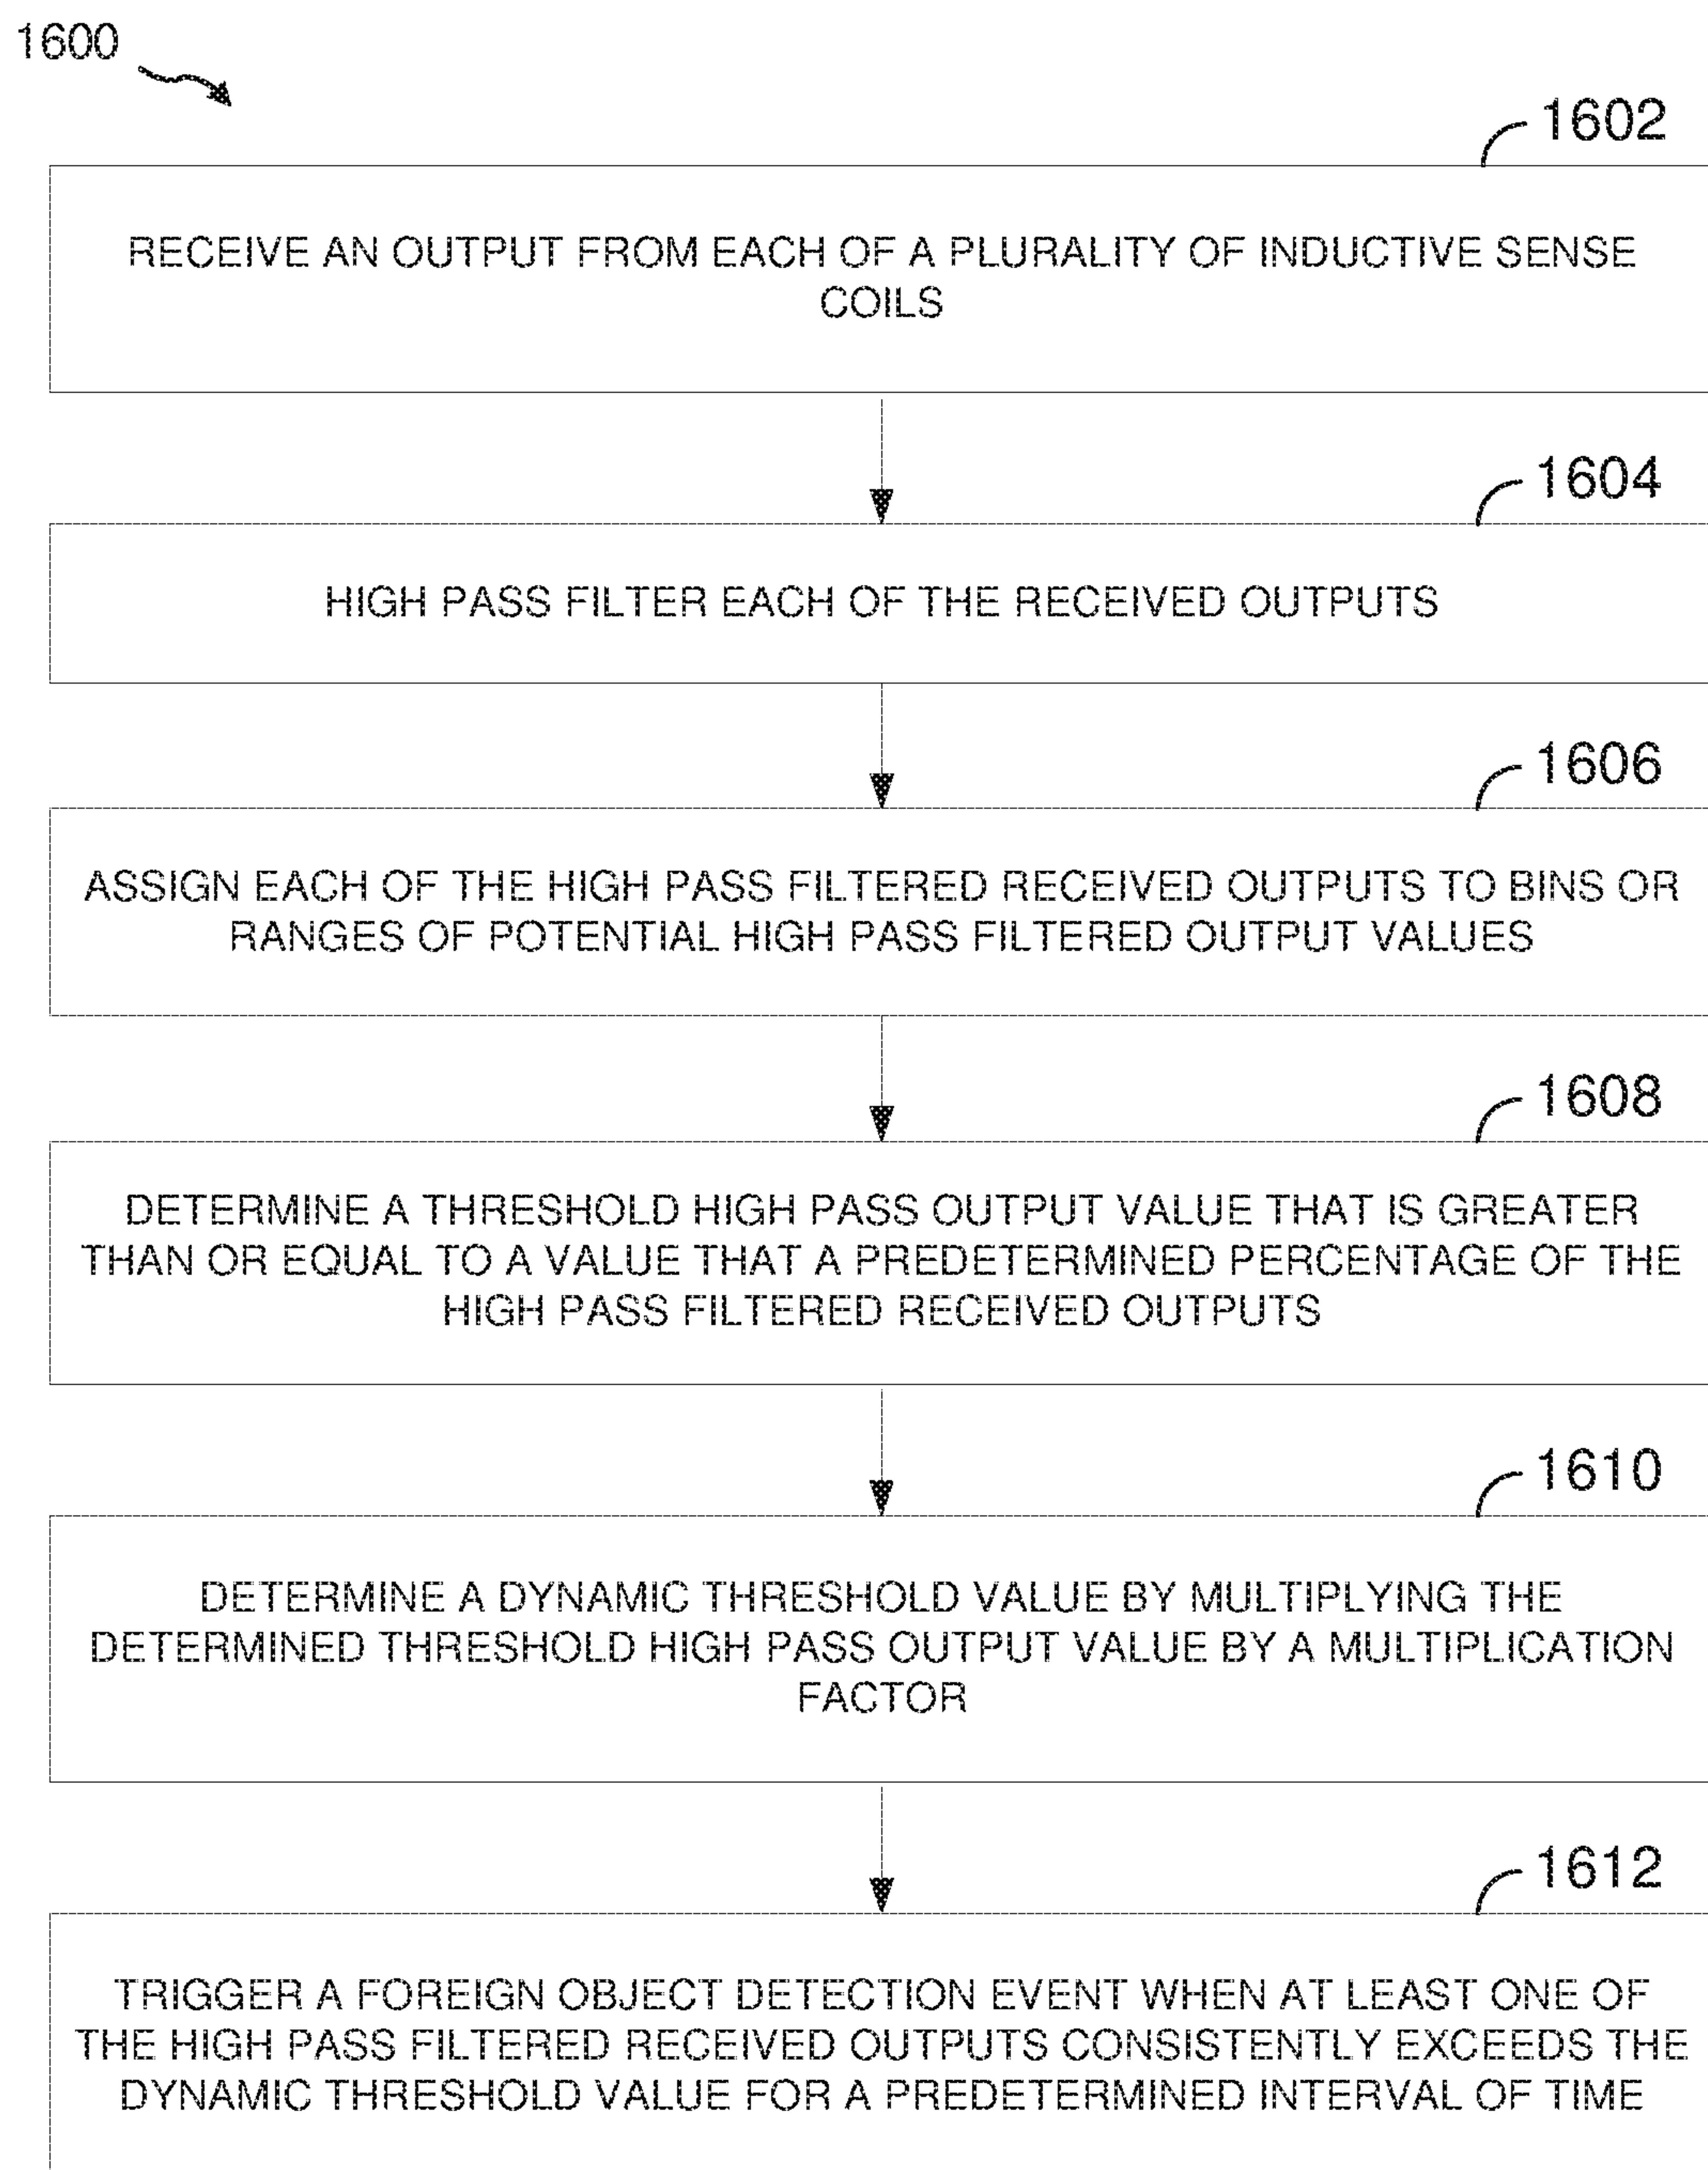 1600
1602
RECEIVE AN OUTPUT FROM EACH OF A PLURALITY OF INDUCTIVE SENSE
COILS
1604
HIGH PASS FILTER EACH OF THE RECEIVED OUTPUTS
1606
ASSIGN EACH OF THE HIGH PASS FILTERED RECEIVED OUTPUTS TO BINS OR
RANGES OF POTENTIAL HIGH PASS FILTERED OUTPUT VALUES
1608
DETERMINE A THRESHOLD HIGH PASS OUTPUT VALUE THAT IS GREATER
THAN OR EQUAL TO A VALUE THAT A PREDETERMINED PERCENTAGE OF THE
HIGH PASS FILTERED RECEIVED OUTPUTS
1610
DETERMINE A DYNAMIC THRESHOLD VALUE BY MULTIPLYING THE
DETERMINED THRESHOLD HIGH PASS OUTPUT VALUE BY A MULTIPLICATION
FACTOR
1612
TRIGGER A FOREIGN OBJECT DETECTION EVENT WHEN AT LEAST ONE OF
THE HIGH PASS FILTERED RECEIVED OUTPUTS CONSISTENTLY EXCEEDS THE
DYNAMIC THRESHOLD VALUE FOR A PREDETERMINED INTERVAL OF TIME